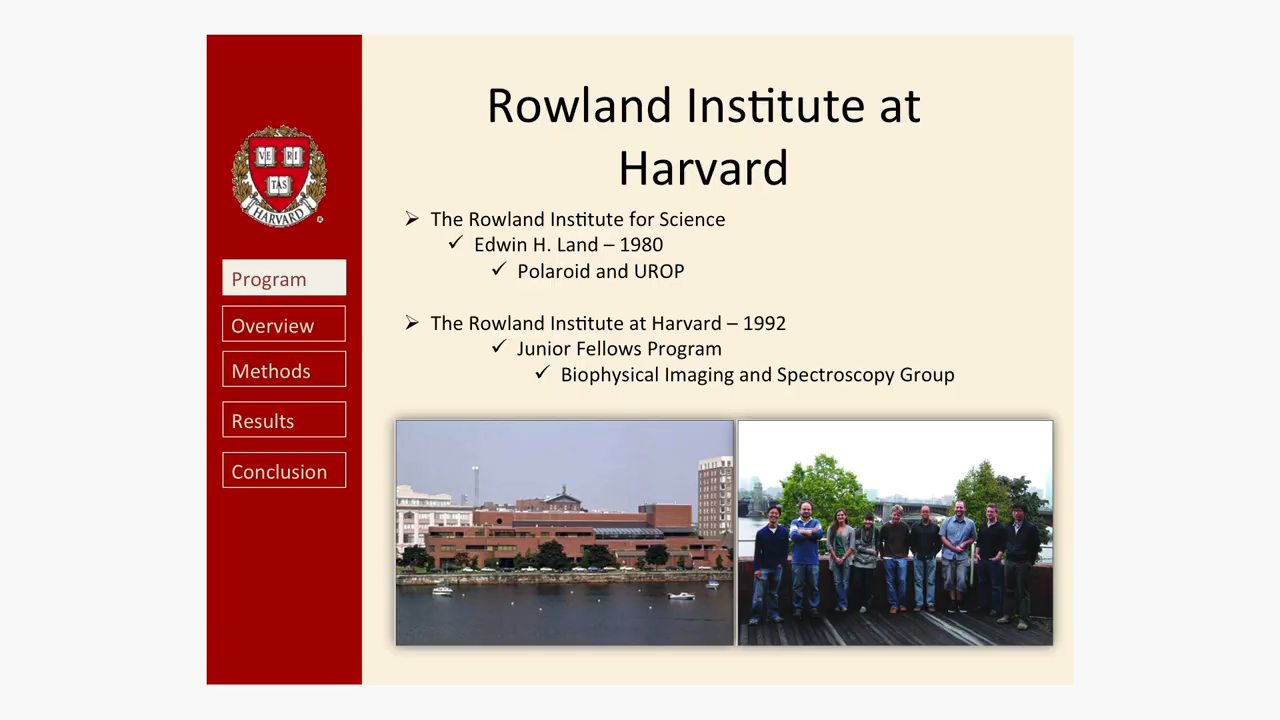 Rowland Institute at
Harvard
VE RI
TAS
HARVARD
Program
Overview
Methods
Results
Conclusion
➢ The Rowland Institute for Science
✓ Edwin H. Land – 1980
✓ Polaroid and UROP
➢ The Rowland Institute at Harvard – 1992
✓ Junior Fellows Program
✓ Biophysical Imaging and Spectroscopy Group